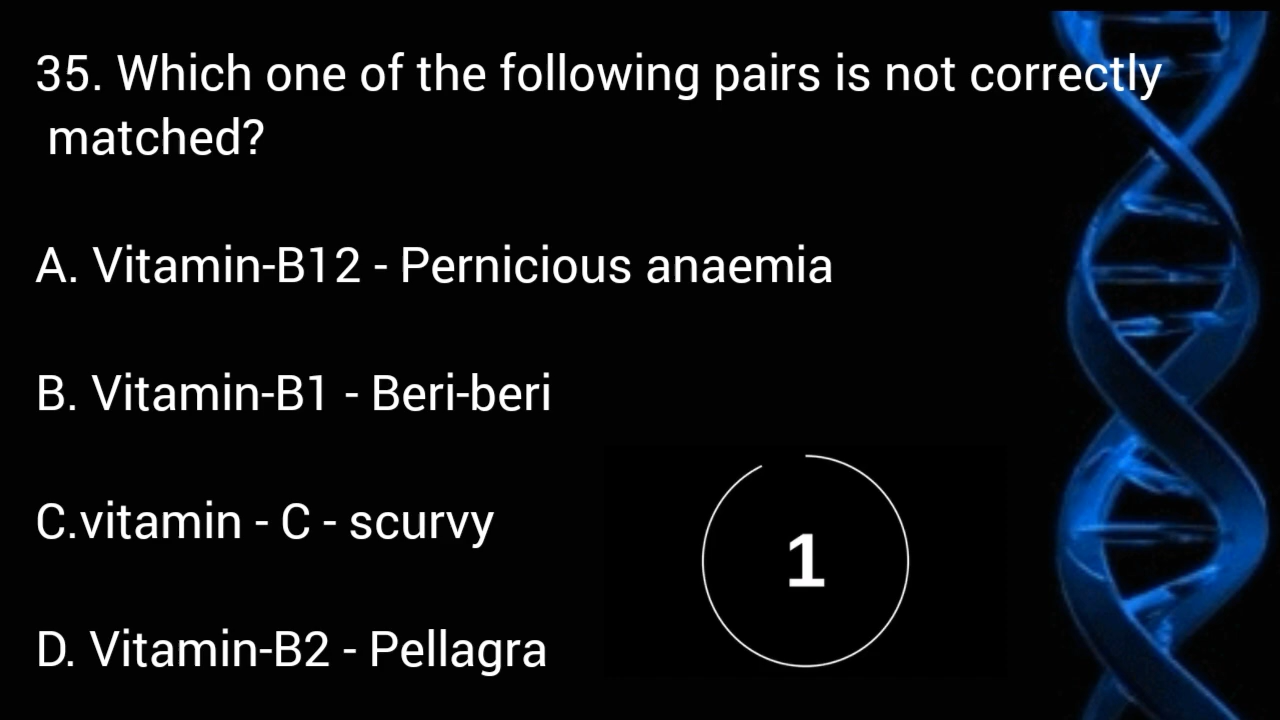 35. Which one of the following pairs is not correctly
matched?
A. Vitamin-B12 - Pernicious anaemia
B. Vitamin-B1 - Beri-beri
C.vitamin - C - scurvy
1
D. Vitamin-B2 - Pellagra